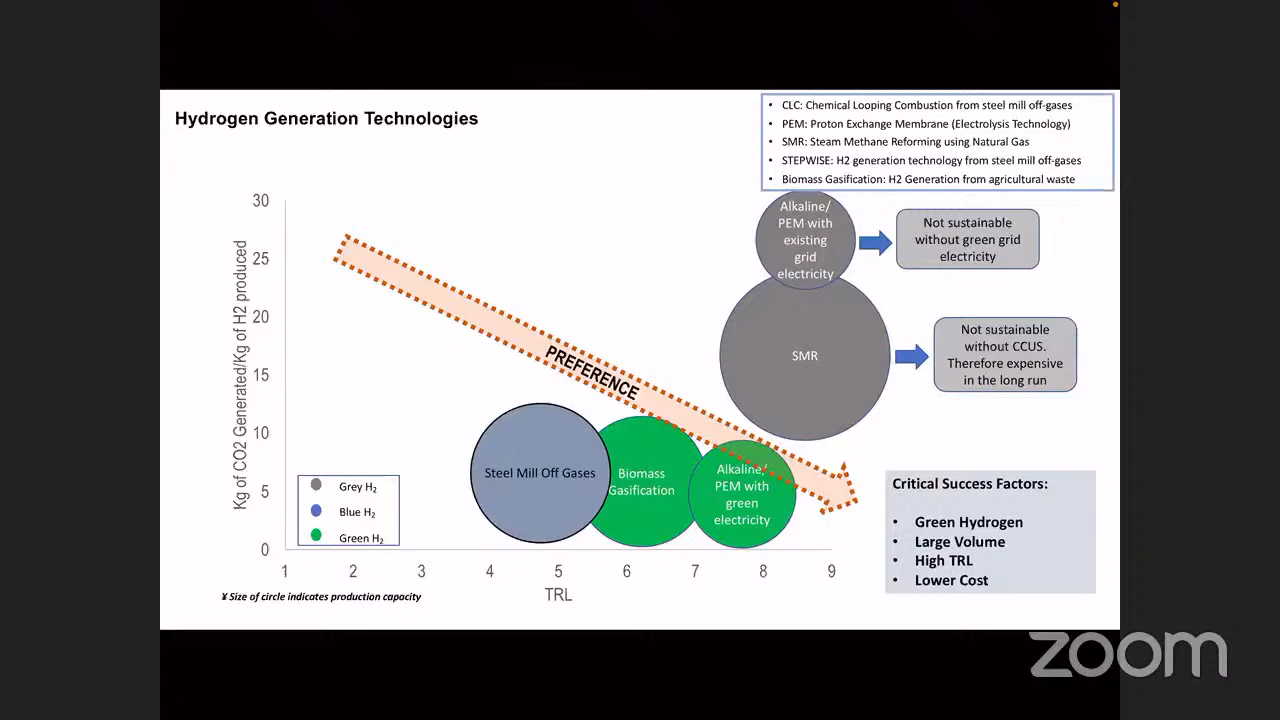 Hydrogen Generation Technologies
• CLC: Chemical Looping Combustion from steel mill off-gases
• PEM: Proton Exchange Membrane (Electrolysis Technology)
• SMR: Steam Methane Reforming using Natural Gas
• STEPWISE: H2 generation technology from steel mill off-gases
• Biomass Gasification: H2 Generation from agricultural waste
Kg of CO2 Generated/Kg of H2 produced
30
25
20
15
10
5
0
1 2 3 4 5 6 7 8 9
TRL
PREFERENCE
Alkaline/
PEM with
existing
grid
electricity
Not sustainable
without green grid
electricity
SMR
Not sustainable
without CCUS.
Therefore expensive
in the long run
Steel Mill Off Gases
Biomass
Gasification
Alkaline/
PEM with
green
electricity
Grey H₂
Blue H₂
Green H₂
¥ Size of circle indicates production capacity
Critical Success Factors:
• Green Hydrogen
• Large Volume
• High TRL
• Lower Cost
zoom